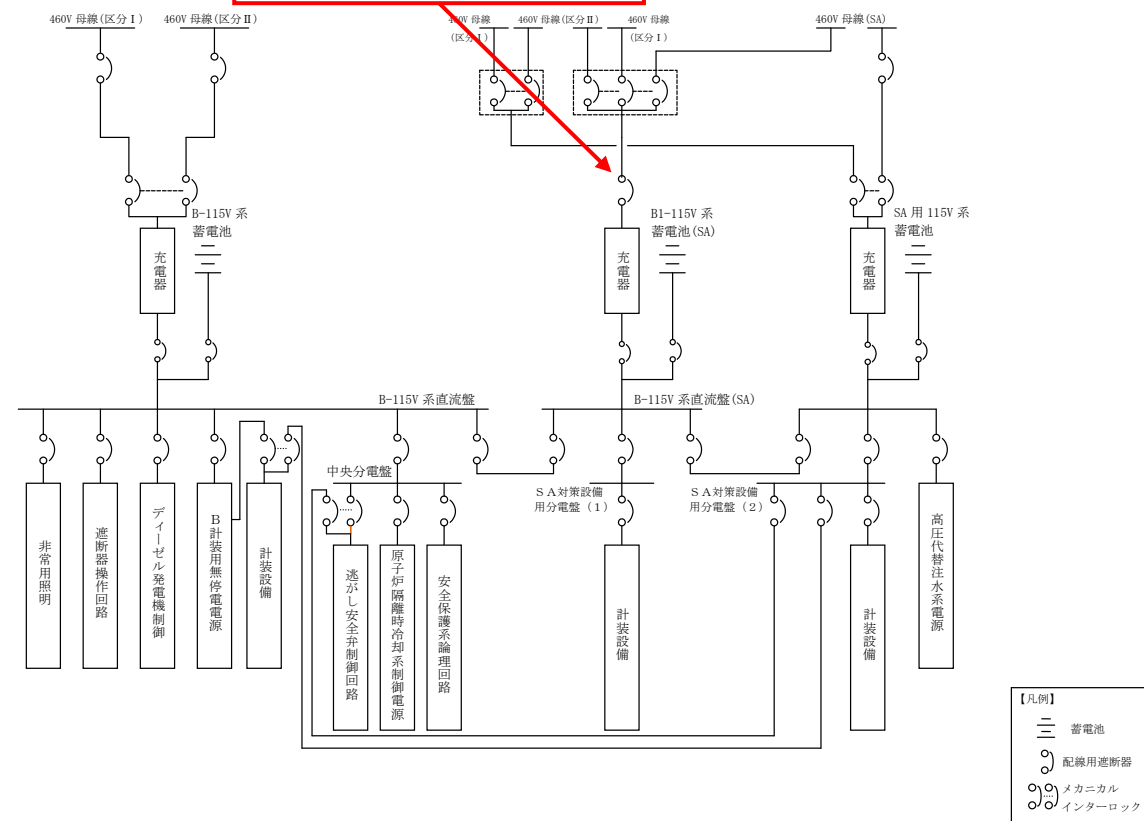 460V 母線(区分Ⅰ)
460V 母線(区分Ⅱ)
460V 母線
(区分Ⅰ)
460V 母線(区分Ⅱ)
460V 母線
(区分Ⅰ)
460V 母線(SA)
B-115V 系
蓄電池
B1-115V 系
蓄電池(SA)
SA 用 115V 系
蓄電池
充電器
充電器
充電器
B-115V 系直流盤
B-115V 系直流盤(SA)
中央分電盤
SA対策設備
用分電盤(1)
SA対策設備
用分電盤(2)
非常用照明
遮断器操作回路
ディーゼル発電機制御
B計装用無停電電源
計装設備
逃がし安全弁制御回路
原子炉隔離時冷却系制御電源
安全保護系論理回路
計装設備
計装設備
高圧代替注水系電源
【凡例】
蓄電池
配線用遮断器
メカニカル
インターロック